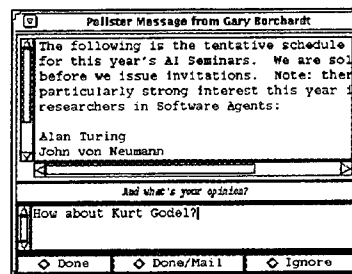 Pollster Message from Gary Borchardt
The following is the tentative schedule
for this year's AI Seminars. We are sol
before we issue invitations. Note: ther
particularly strong interest this year i
researchers in Software Agents:
Alan Turing
John von Neumann
And what's your opinion?
How about Kurt Godel?
Done
Done/Mail
Ignore